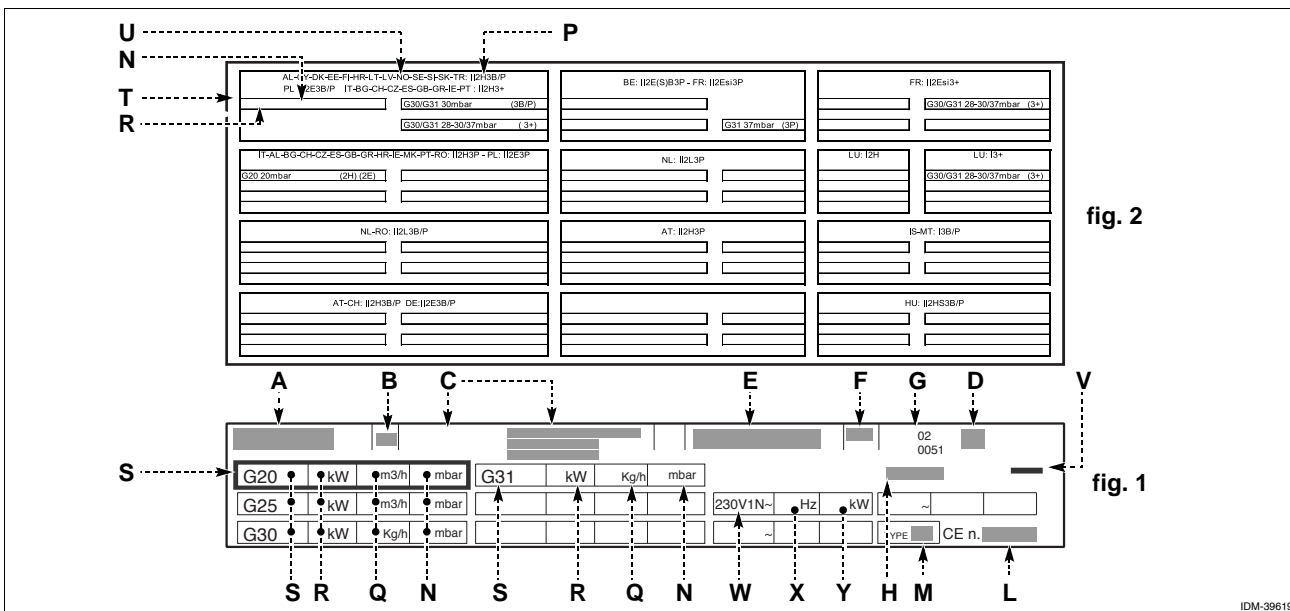 U P
N
T
R
AL-CY-DK-EE-FI-HR-LT-LV-NO-SE-SI-SK-TR: II2H3B/P
PL: II2E3B/P IT-BG-CH-CZ-ES-GB-GR-IE-PT : II2H3+
G30/G31 30mbar (3B/P)
G30/G31 28-30/37mbar ( 3+)
BE: II2E(S)B3P - FR: II2Esi3P
G31 37mbar (3P)
FR: II2Esi3+
G30/G31 28-30/37mbar (3+)
IT-AL-BG-CH-CZ-ES-GB-GR-HR-IE-MK-PT-RO: II2H3P - PL: II2E3P
G20 20mbar (2H) (2E)
NL: II2L3P
LU: I2H
LU: I3+
G30/G31 28-30/37mbar (3+)
fig. 2
NL-RO: II2L3B/P
AT: II2H3P
IS-MT: I3B/P
AT-CH: II2H3B/P DE:II2E3B/P
HU: II2HS3B/P
A B C E F G D V
02
0051
S
G20 kW m3/h mbar G31 kW Kg/h mbar
fig. 1
G25 kW m3/h mbar 230V1N~ Hz kW ~
G30 kW Kg/h mbar ~ TYPE CE n.
S R Q N S R Q N W X Y H M L
IDM-39619